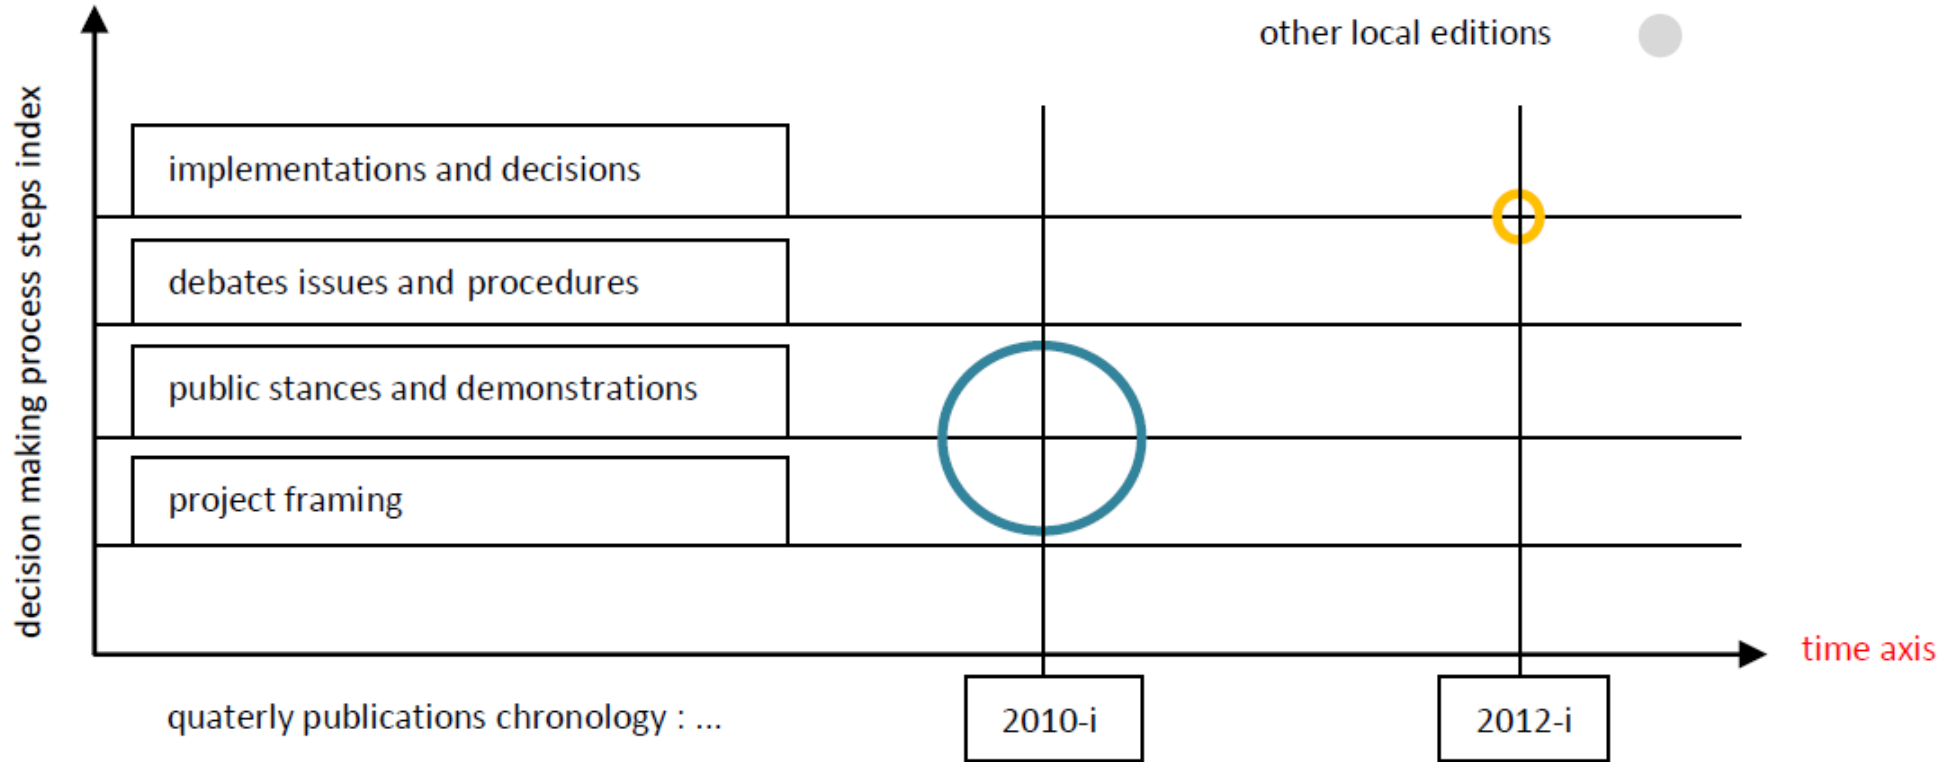 other local editions
decision making process steps index
implementations and decisions
debates issues and procedures
public stances and demonstrations
project framing
time axis
quaterly publications chronology : ...
2010-i
2012-i